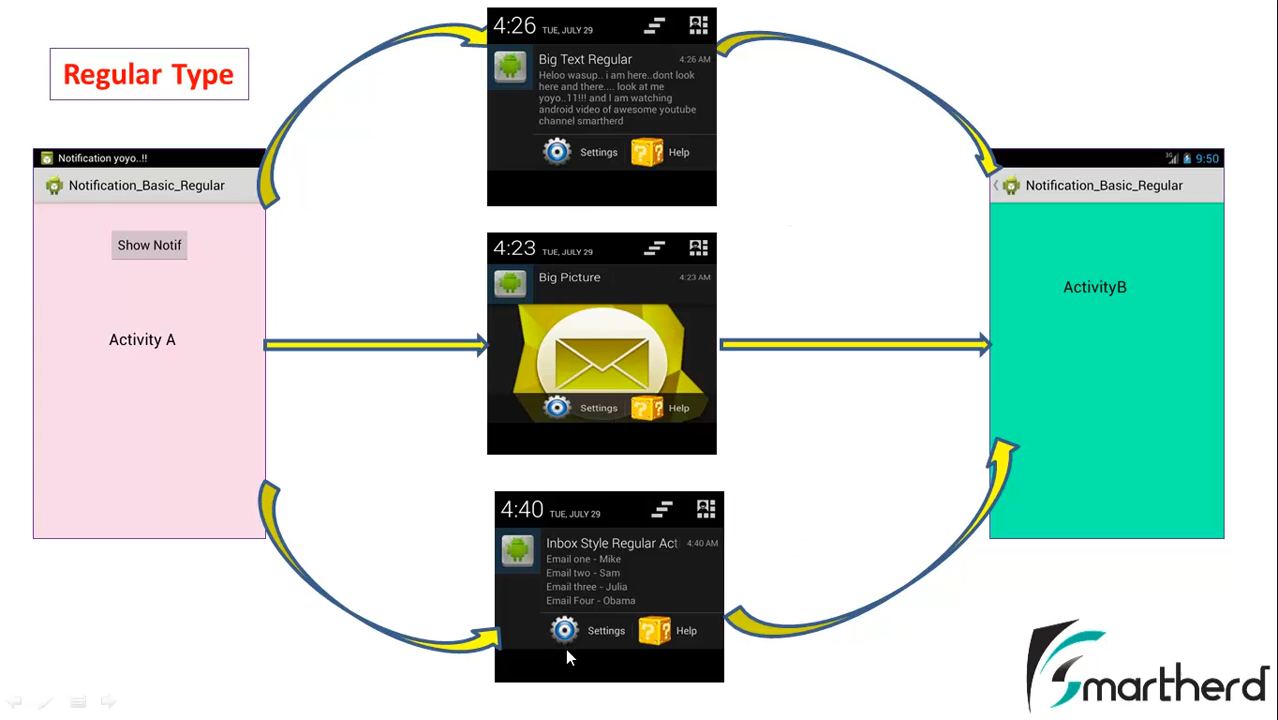 Regular Type
Notification yoyo..!!
Notification_Basic_Regular
Show Notif
Activity A
4:26 TUE, JULY 29
Big Text Regular 4:26 AM
Heloo wasup.. i am here..dont look
here and there.... look at me
yoyo..11!!! and I am watching
android video of awesome youtube
channel smartherd
Settings Help
4:23 TUE, JULY 29
Big Picture 4:23 AM
Settings Help
4:40 TUE, JULY 29
Inbox Style Regular Act 4:40 AM
Email one - Mike
Email two - Sam
Email three - Julia
Email Four - Obama
Settings Help
3G 9:50
Notification_Basic_Regular
ActivityB
Smartherd